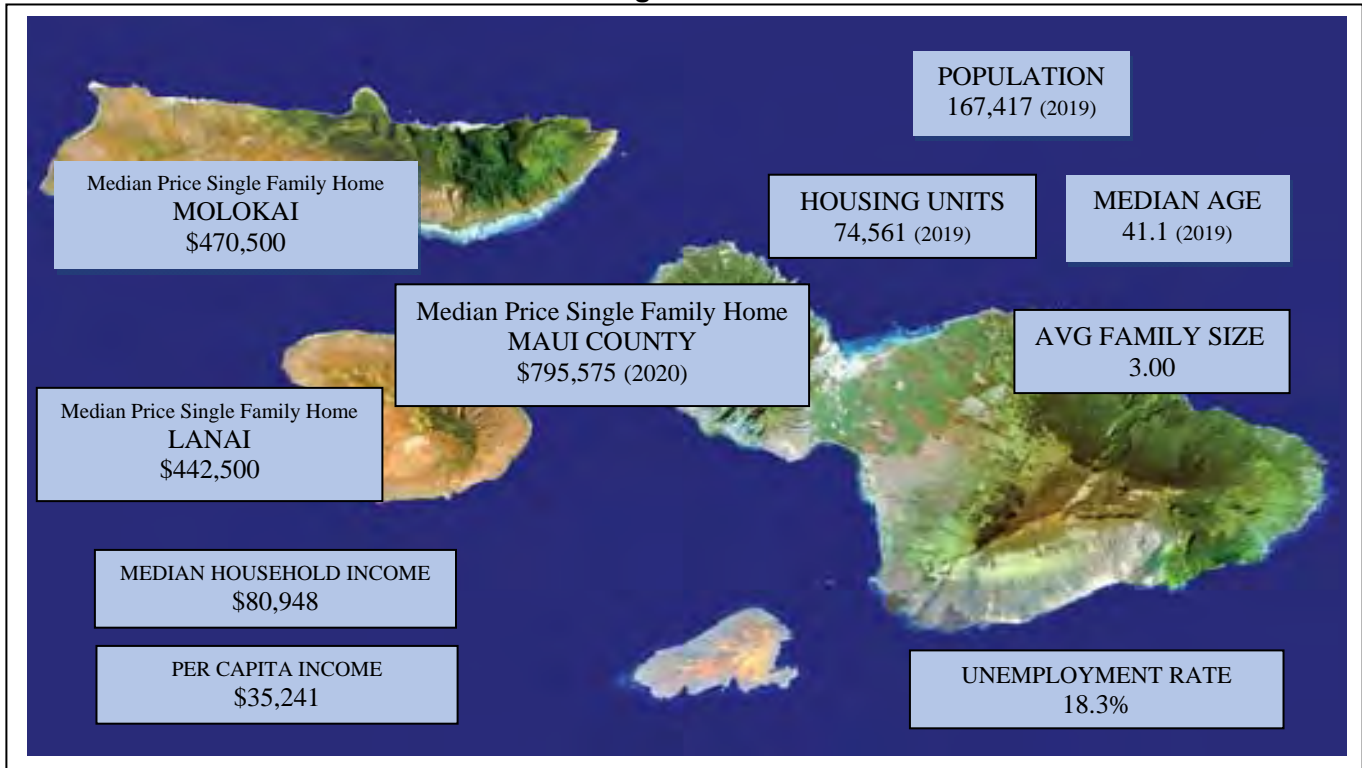 POPULATION
167,417 (2019)
Median Price Single Family Home
MOLOKAI
$470,500
HOUSING UNITS
74,561 (2019)
MEDIAN AGE
41.1 (2019)
Median Price Single Family Home
MAUI COUNTY
$795,575 (2020)
AVG FAMILY SIZE
3.00
Median Price Single Family Home
LANAI
$442,500
MEDIAN HOUSEHOLD INCOME
$80,948
PER CAPITA INCOME
$35,241
UNEMPLOYMENT RATE
18.3%